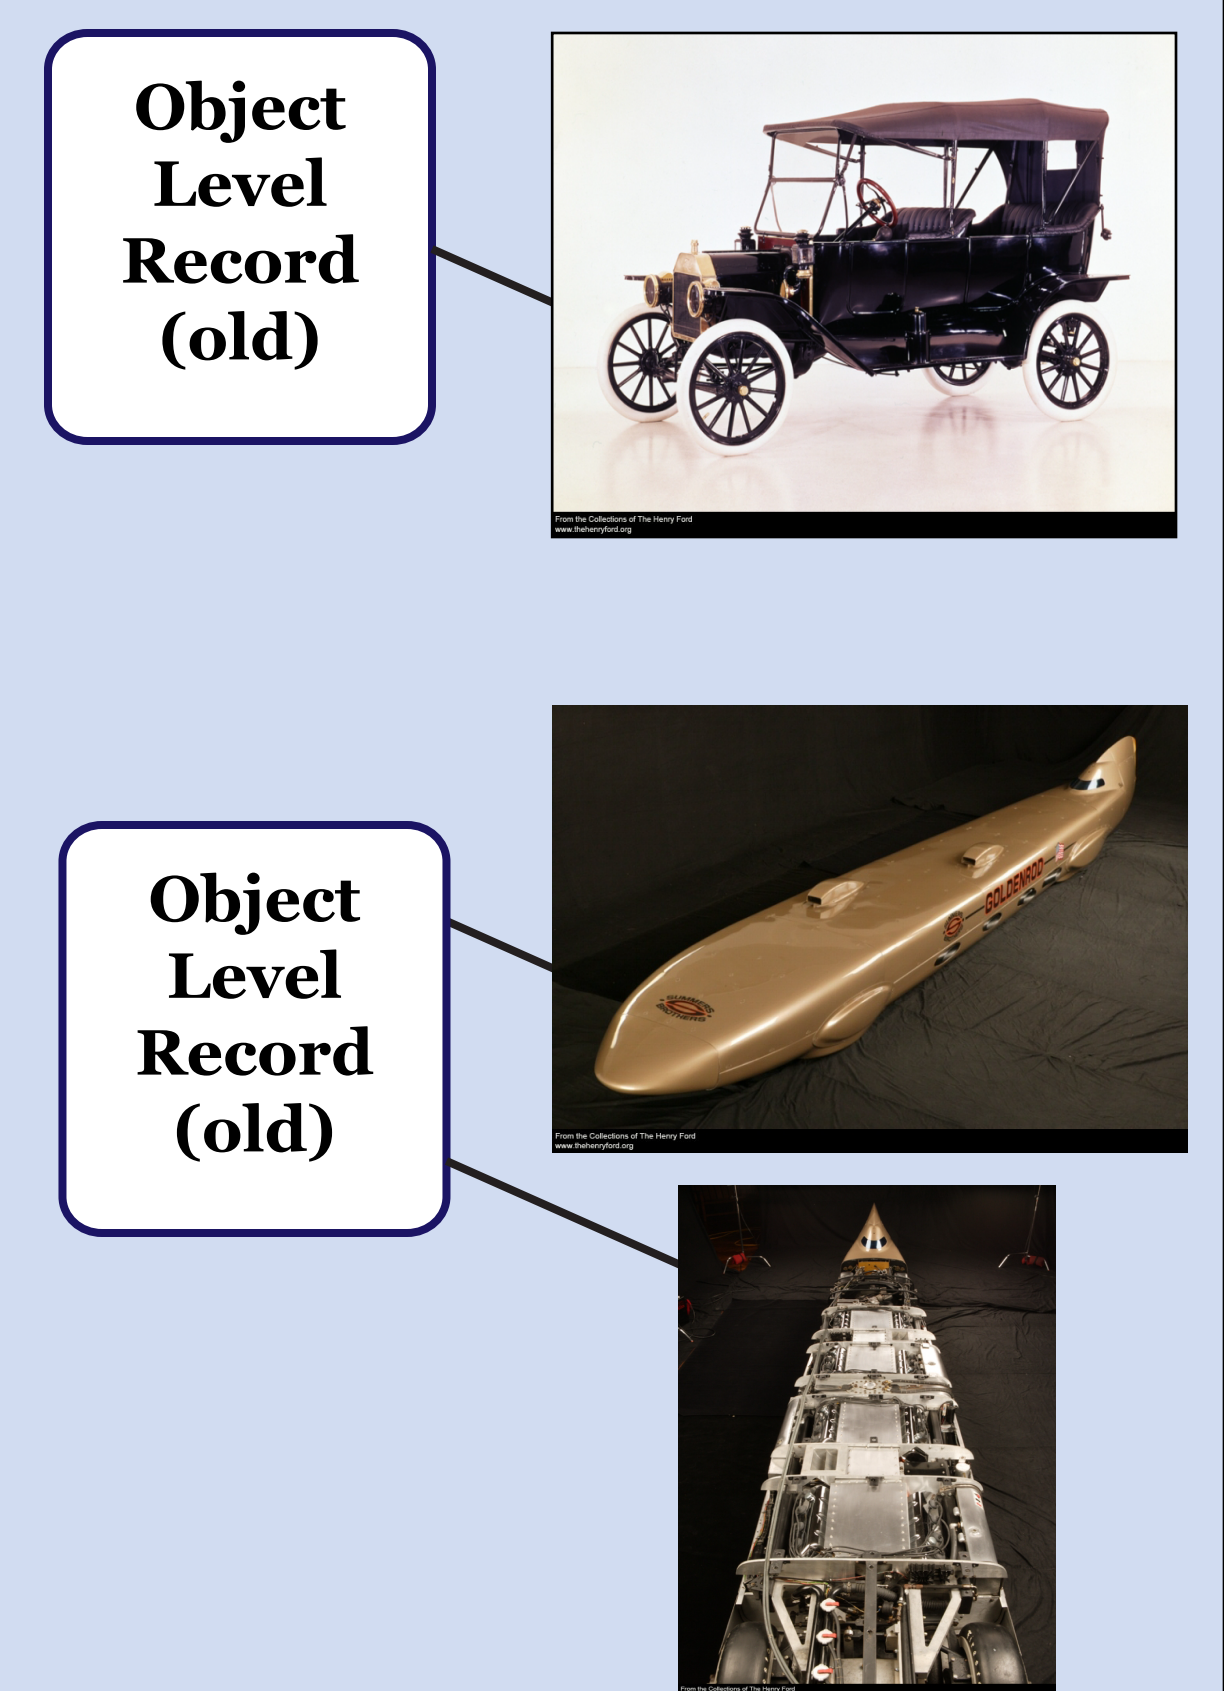 Object
Level
Record
(old)
From the Collections of The Henry Ford
www.thehenryford.org
Object
Level
Record
(old)
GOLDENROD
SUMMERS
BROTHERS
From the Collections of The Henry Ford
www.thehenryford.org
From the Collections of The Henry Ford